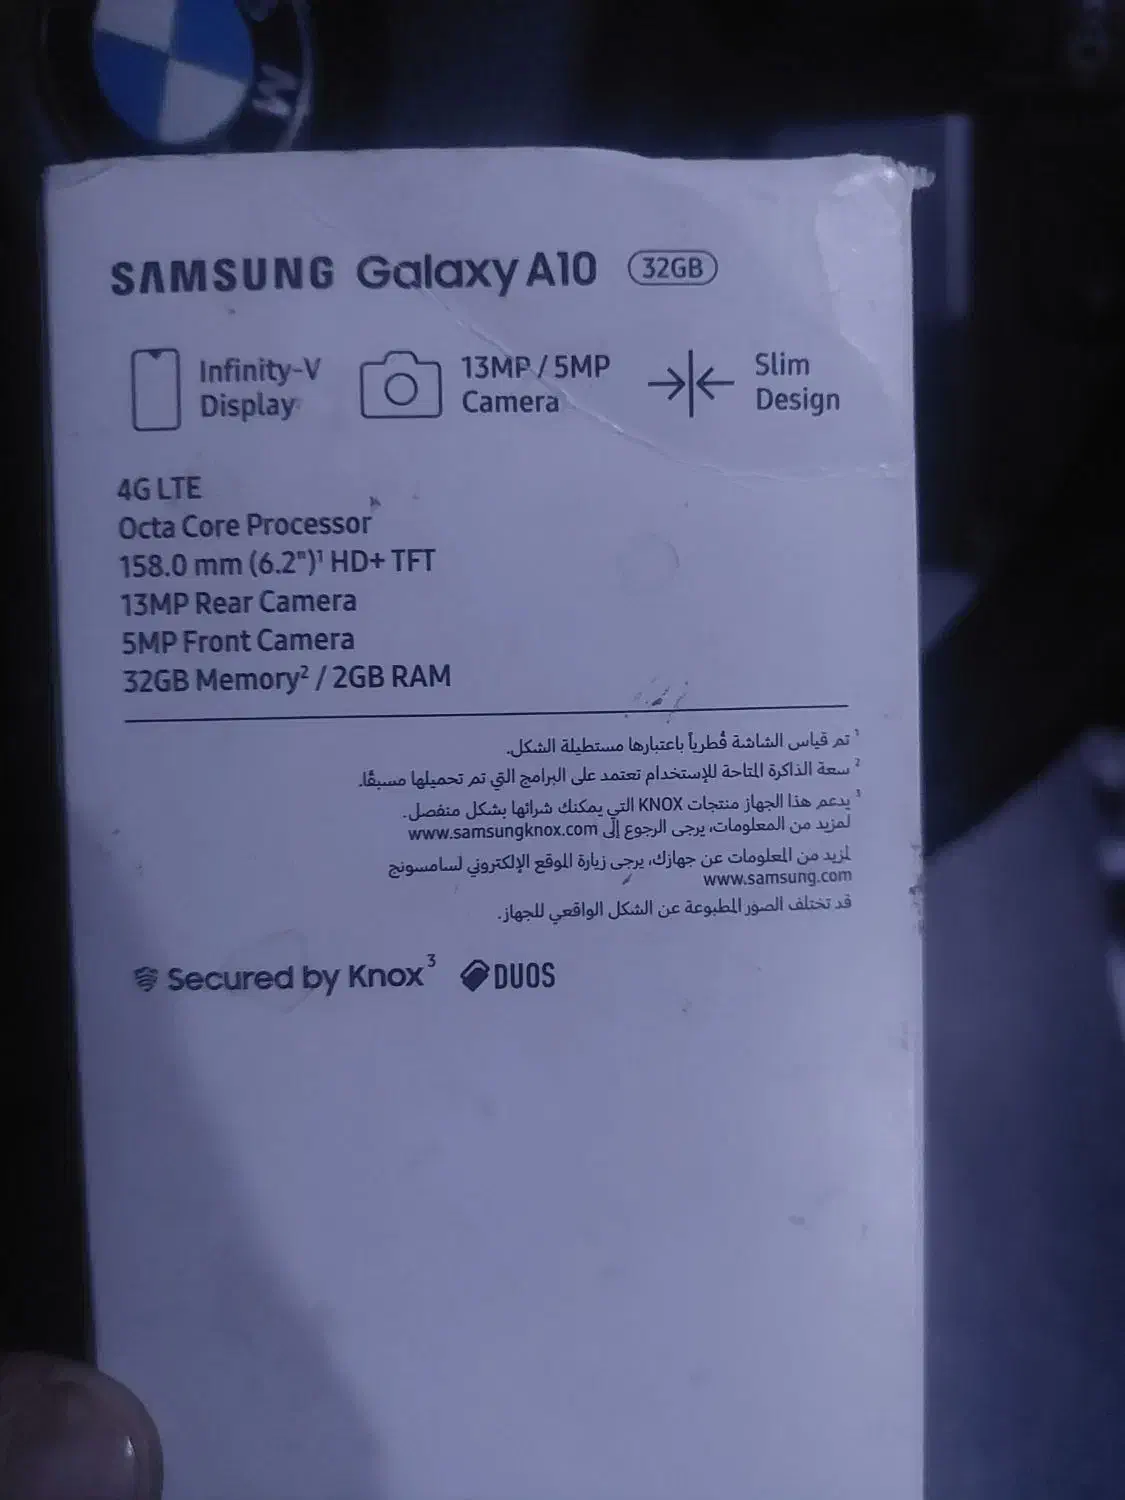 M
SAMSUNG Galaxy A10 32GB
Infinity-V
Display
13MP / 5MP
Camera
Slim
Design
4G LTE
Octa Core Processor
158.0 mm (6.2")¹ HD+ TFT
13MP Rear Camera
5MP Front Camera
32GB Memory² / 2GB RAM
¹ تم قياس الشاشة قُطرياً باعتبارها مستطيلة الشكل.
² سعة الذاكرة المتاحة للإستخدام تعتمد على البرامج التي تم تحميلها مسبقًا.
³ يدعم هذا الجهاز منتجات KNOX التي يمكنك شرائها بشكل منفصل.
لمزيد من المعلومات، يرجى الرجوع إلى www.samsungknox.com
لمزيد من المعلومات عن جهازك، يرجى زيارة الموقع الإلكتروني لسامسونج
www.samsung.com
قد تختلف الصور المطبوعة عن الشكل الواقعي للجهاز.
Secured by Knox³ DUOS